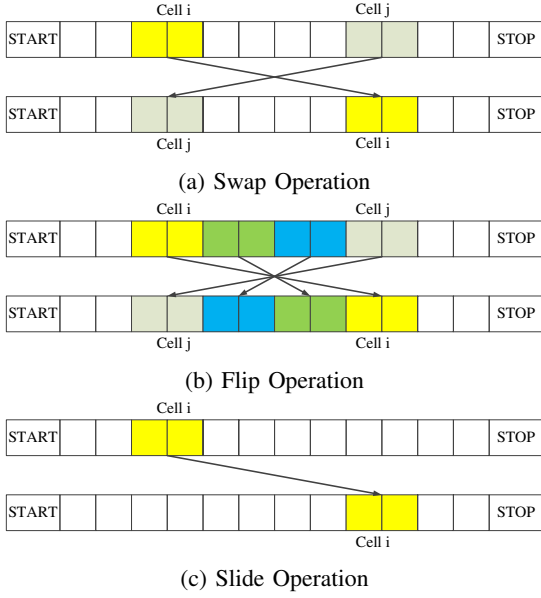 Cell i Cell j
START STOP
START STOP
Cell j Cell i
(a) Swap Operation
Cell i Cell j
START STOP
START STOP
Cell j Cell i
(b) Flip Operation
Cell i
START STOP
START STOP
Cell i
(c) Slide Operation